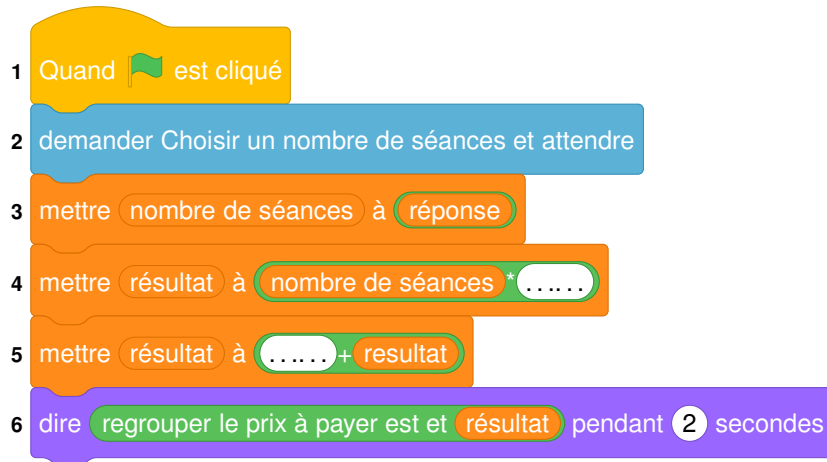 1 Quand est cliqué
2 demander Choisir un nombre de séances et attendre
3 mettre nombre de séances à réponse
4 mettre résultat à nombre de séances * ......
5 mettre résultat à ...... + resultat
6 dire regrouper le prix à payer est et résultat pendant 2 secondes